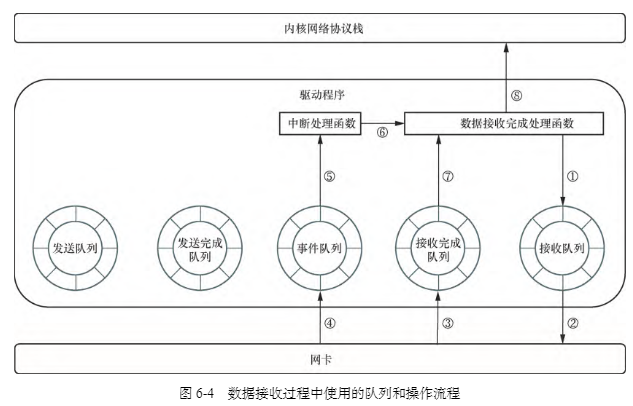 内核网络协议栈
⑧
驱动程序
中断处理函数
⑥
数据接收完成处理函数
⑤
⑦
①
发送队列
发送完成
队列
事件队列
接收完成
队列
接收队列
④
③
②
网卡
图 6-4 数据接收过程中使用的队列和操作流程